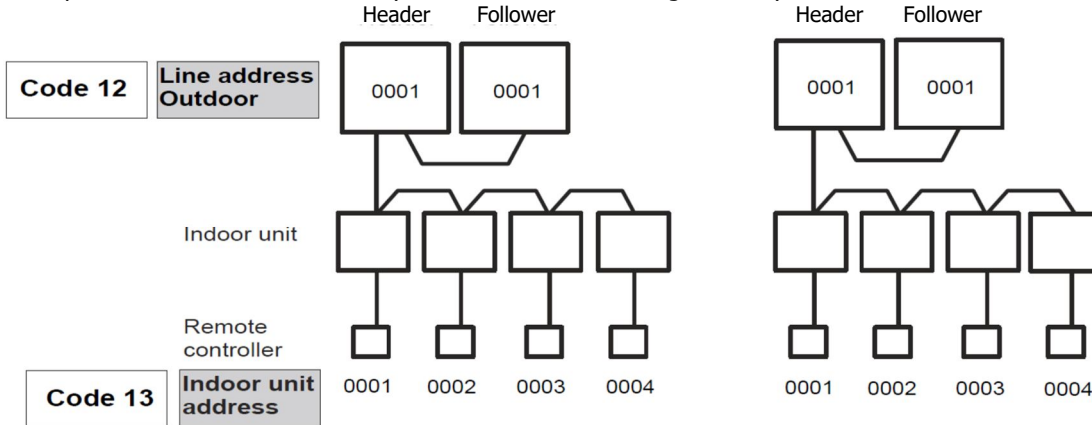 Header Follower Header Follower
Code 12 Line address
Outdoor
0001 0001 0001 0001
Indoor unit
Remote
controller
Code 13 Indoor unit
address
0001 0002 0003 0004 0001 0002 0003 0004